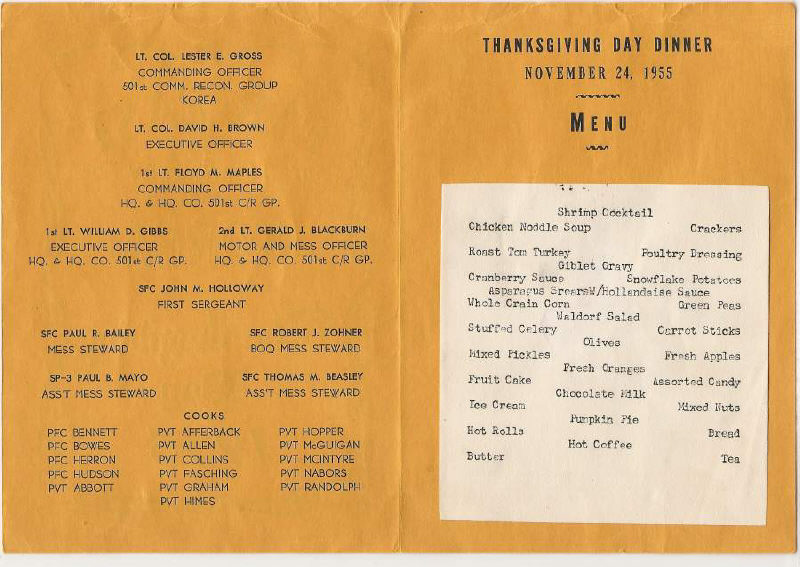 LT. COL. LESTER E. GROSS
COMMANDING OFFICER
501st COMM. RECON. GROUP
KOREA
LT. COL. DAVID H. BROWN
EXECUTIVE OFFICER
1st LT. FLOYD M. MAPLES
COMMANDING OFFICER
HQ. & HQ. CO. 501st C/R GP.
1st LT. WILLIAM D. GIBBS 2nd LT. GERALD J. BLACKBURN
EXECUTIVE OFFICER MOTOR AND MESS OFFICER
HQ. & HQ. CO. 501st C/R GP. HQ. & HQ. CO. 501st C/R GP.
SFC JOHN M. HOLLOWAY
FIRST SERGEANT
SFC PAUL R. BAILEY SFC ROBERT J. ZOHNER
MESS STEWARD BOQ MESS STEWARD
SP-3 PAUL B. MAYO SFC THOMAS M. BEASLEY
ASS'T MESS STEWARD ASS'T MESS STEWARD
COOKS
PFC BENNETT PVT AFFERBACK PVT HOPPER
PFC BOWES PVT ALLEN PVT McGUIGAN
PFC HERRON PVT COLLINS PVT MCINTYRE
PFC HUDSON PVT FASCHING PVT NABORS
PVT ABBOTT PVT GRAHAM PVT RANDOLPH
PVT HIMES
THANKSGIVING DAY DINNER
NOVEMBER 24, 1955
MENU
Shrimp Cocktail
Chicken Noddle Soup Crackers
Roast Tom Turkey Poultry Dressing
Giblet Gravy
Cranberry Sauce Snowflake Potatoes
Asparagus W/Hollandaise Sauce
Whole Crain Corn Green Peas
Waldorf Salad
Stuffed Celery Carrot Sticks
Olives
Mixed Pickles Fresh Apples
Fresh Oranges
Fruit Cake Assorted Candy
Chocolate Milk
Ice Cream Mixed Nuts
Pumpkin Pie
Hot Rolls Bread
Hot Coffee
Butter Tea